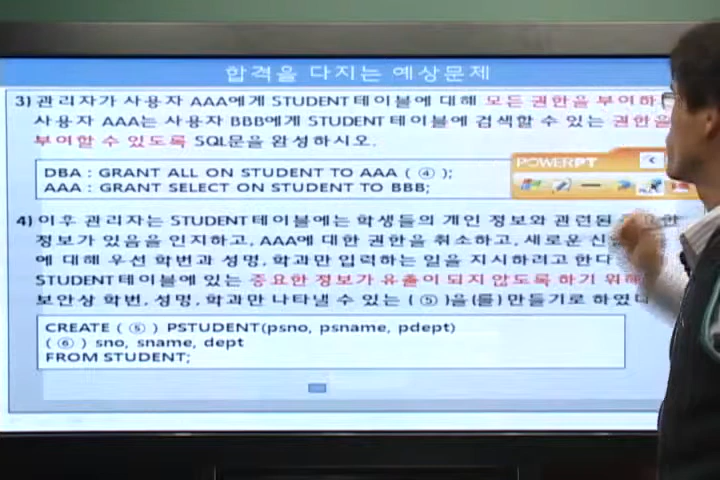 합격을 다지는 예상문제
3) 관리자가 사용자 AAA에게 STUDENT 테이블에 대해 모든 권한을 부여하
사용자 AAA는 사용자 BBB에게 STUDENT 테이블에 검색할 수 있는 권한을
부여할 수 있도록 SQL문을 완성하시오.
DBA : GRANT ALL ON STUDENT TO AAA ( ④ );
AAA : GRANT SELECT ON STUDENT TO BBB;
POWERPT
4) 이후 관리자는 STUDENT 테이블에는 학생들의 개인 정보와 관련된
정보가 있음을 인지하고, AAA에 대한 권한을 취소하고, 새로운
에 대해 우선 학번과 성명, 학과만 입력하는 일을 지시하려고 한다
STUDENT 테이블에 있는 중요한 정보가 유출이 되지 않도록 하기 위해
보안상 학번, 성명, 학과만 나타낼 수 있는 ( ⑤ )을(를) 만들기로 하였다
CREATE ( ⑤ ) PSTUDENT(psno, psname, pdept)
( ⑥ ) sno, sname, dept
FROM STUDENT;